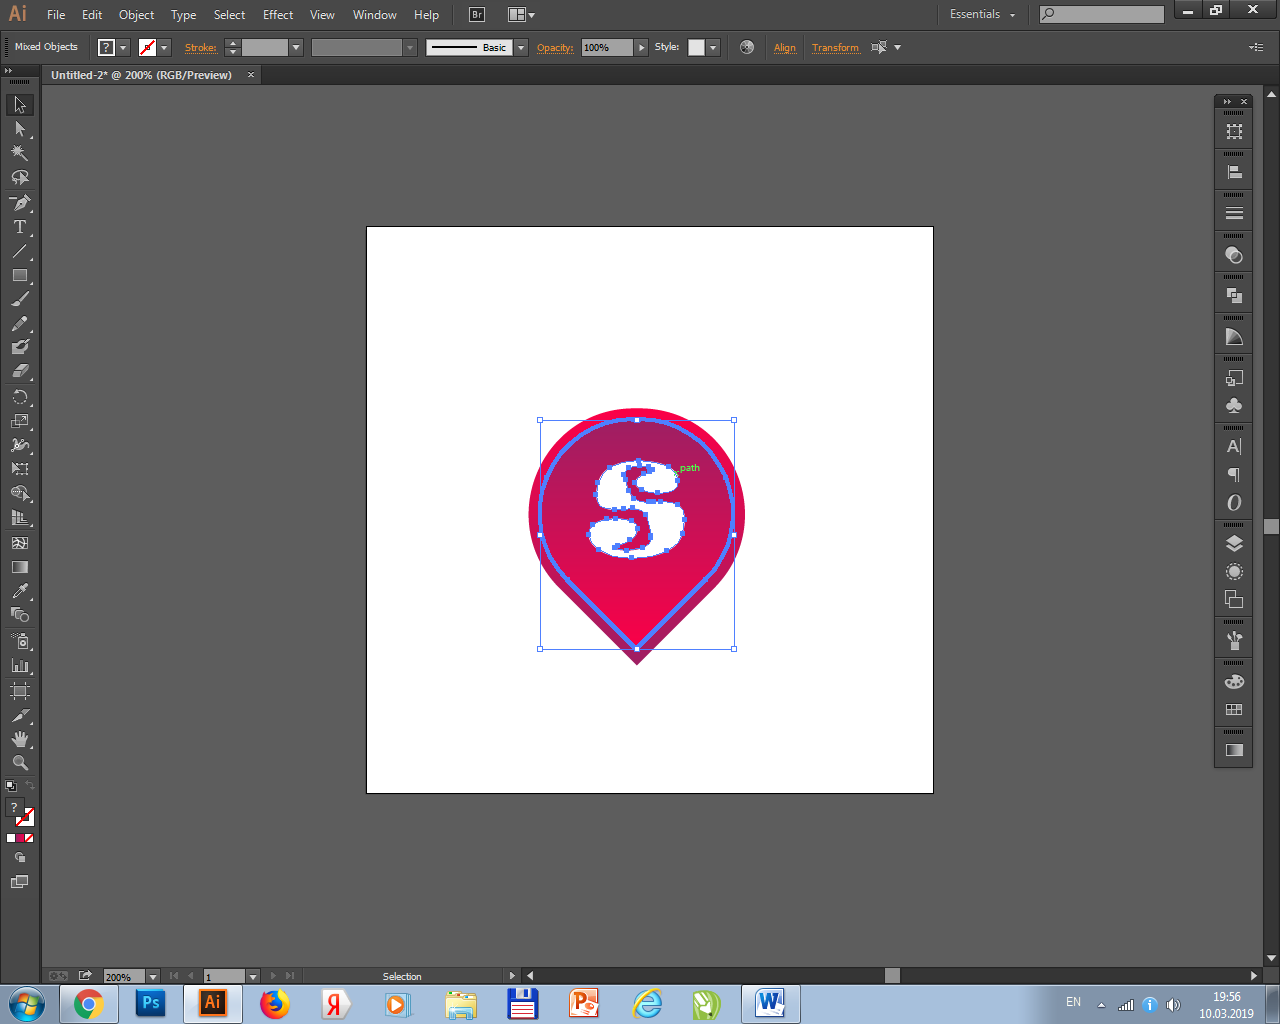 Ai File Edit Object Type Select Effect View Window Help Br Essentials
Mixed Objects ? Stroke: Basic Opacity: 100% Style: Align Transform
Untitled-2* @ 200% (RGB/Preview) ×
T
S
path
A
¶
O
?
200% 1 Selection
Ps Ai Я P W EN 19:56
10.03.2019